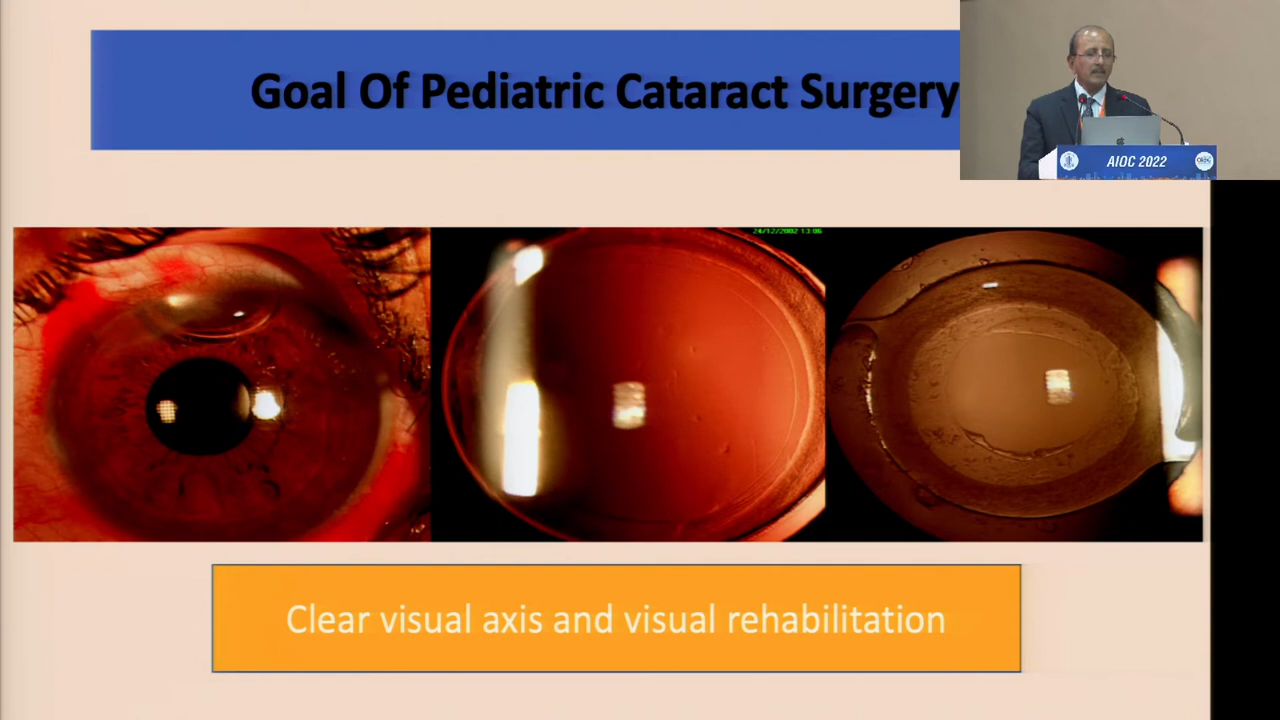 Goal Of Pediatric Cataract Surgery
AIOC 2022
24/12/2002 13:06
Clear visual axis and visual rehabilitation